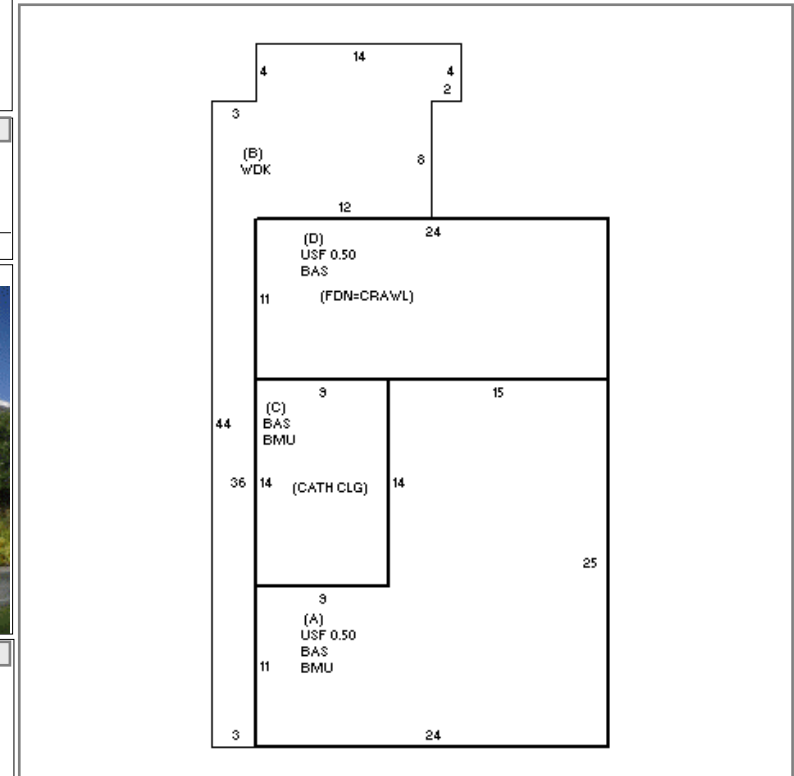 14
4
4
2
3
(B)
WDK
8
12
24
(D)
USF 0.50
BAS
11
(FDN=CRAWL)
9
15
(C)
BAS
BMU
44
36
14
(CATH CLG)
14
25
9
(A)
USF 0.50
BAS
BMU
11
3
24